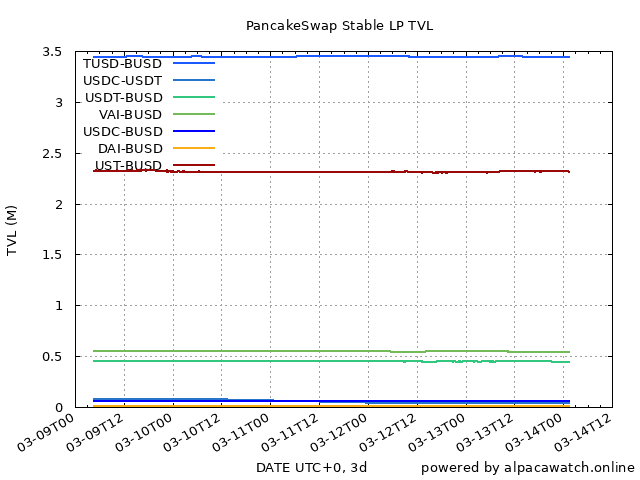 PancakeSwap Stable LP TVL
3.5
3
2.5
2
1.5
1
0.5
0
TVL (M)
TUSD-BUSD
USDC-USDT
USDT-BUSD
VAI-BUSD
USDC-BUSD
DAI-BUSD
UST-BUSD
03-09T00
03-09T12
03-10T00
03-10T12
03-11T00
03-11T12
03-12T00
03-12T12
03-13T00
03-13T12
03-14T00
03-14T12
DATE UTC+0, 3d
powered by alpacawatch.online